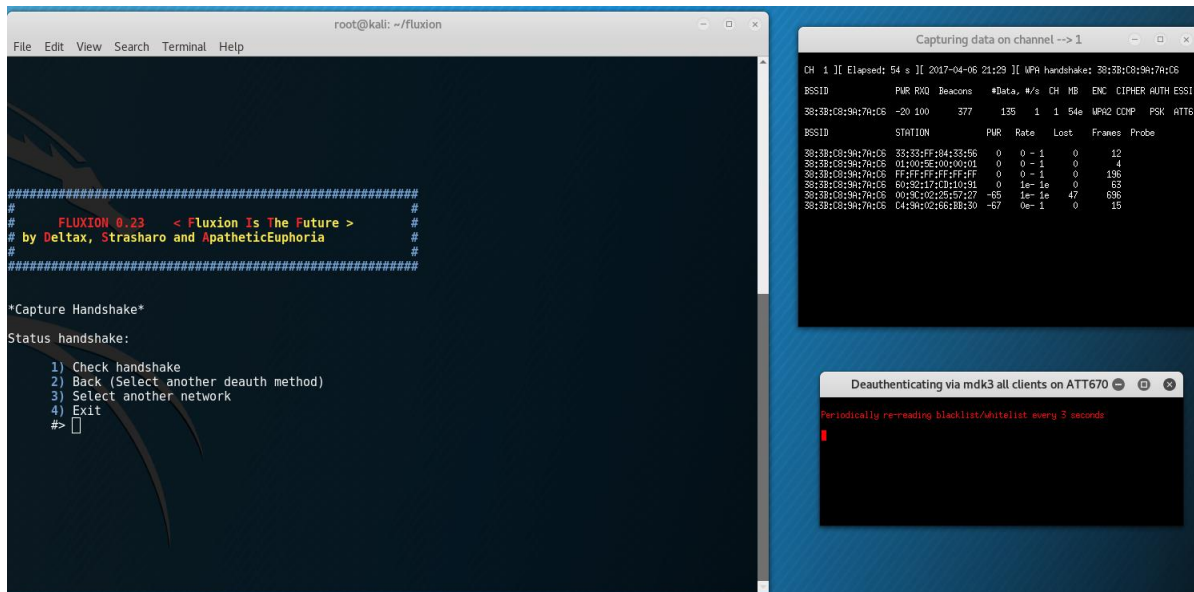 root@kali: ~/fluxion
File Edit View Search Terminal Help
#########################################################
# #
# FLUXION 0.23 < Fluxion Is The Future > #
# by Deltax, Strasharo and ApatheticEuphoria #
# #
#########################################################
*Capture Handshake*
Status handshake:
1) Check handshake
2) Back (Select another deauth method)
3) Select another network
4) Exit
#>
Capturing data on channel --> 1
CH 1 ][ Elapsed: 54 s ][ 2017-04-06 21:29 ][ WPA handshake: 38:3B:C8:9A:7A:C6
BSSID PWR RXQ Beacons #Data, #/s CH MB ENC CIPHER AUTH ESSI
38:3B:C8:9A:7A:C6 -20 100 377 135 1 1 54e WPA2 CCMP PSK ATT6
BSSID STATION PWR Rate Lost Frames Probe
38:3B:C8:9A:7A:C6 33:33:FF:84:33:56 0 0 - 1 0 12
38:3B:C8:9A:7A:C6 01:00:5E:00:00:01 0 0 - 1 0 4
38:3B:C8:9A:7A:C6 FF:FF:FF:FF:FF:FF 0 0 - 1 0 196
38:3B:C8:9A:7A:C6 60:92:17:CD:10:91 0 1e- 1e 0 63
38:3B:C8:9A:7A:C6 00:9C:02:25:57:27 -65 1e- 1e 47 696
38:3B:C8:9A:7A:C6 C4:9A:02:66:BB:30 -67 0e- 1 0 15
Deauthenticating via mdk3 all clients on ATT670
Periodically re-reading blacklist/whitelist every 3 seconds